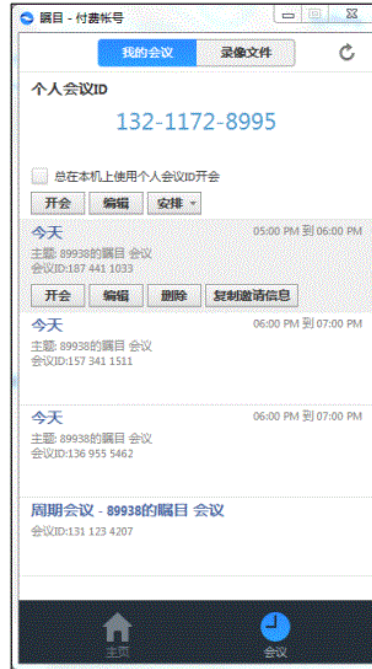 瞩目 - 付费帐号
我的会议 录像文件
个人会议ID
132-1172-8995
总在本机上使用个人会议ID开会
开会 编辑 安排
今天 05:00 PM 到 06:00 PM
主题: 89938的瞩目 会议
会议ID:187 441 1033
开会 编辑 删除 复制邀请信息
今天 06:00 PM 到 07:00 PM
主题: 89938的瞩目 会议
会议ID:157 341 1511
今天 06:00 PM 到 07:00 PM
主题: 89938的瞩目 会议
会议ID:136 955 5462
周期会议 - 89938的瞩目 会议
会议ID:131 123 4207
主页 会议